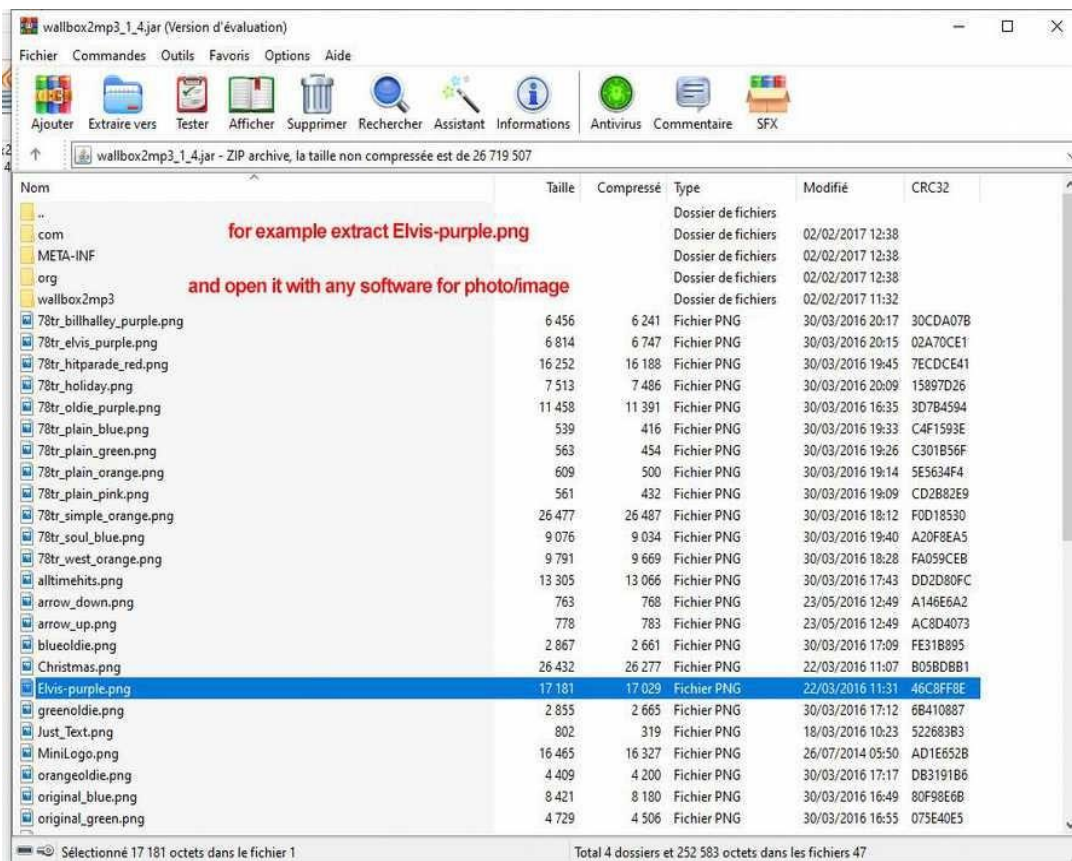 wallbox2mp3_1_4.jar (Version d'évaluation)
Fichier Commandes Outils Favoris Options Aide
Ajouter Extraire vers Tester Afficher Supprimer Rechercher Assistant Informations Antivirus Commentaire SFX
wallbox2mp3_1_4.jar - ZIP archive, la taille non compressée est de 26 719 507
Nom Taille Compressé Type Modifié CRC32
.. Dossier de fichiers
for example extract Elvis-purple.png
com Dossier de fichiers 02/02/2017 12:38
META-INF Dossier de fichiers 02/02/2017 12:38
org Dossier de fichiers 02/02/2017 12:38
and open it with any software for photo/image
wallbox2mp3 Dossier de fichiers 02/02/2017 11:32
78tr_billhalley_purple.png 6 456 6 241 Fichier PNG 30/03/2016 20:17 30CDA07B
78tr_elvis_purple.png 6 814 6 747 Fichier PNG 30/03/2016 20:15 02A70CE1
78tr_hitparade_red.png 16 252 16 188 Fichier PNG 30/03/2016 19:45 7ECDCE41
78tr_holiday.png 7 513 7 486 Fichier PNG 30/03/2016 20:09 15897D26
78tr_oldie_purple.png 11 458 11 391 Fichier PNG 30/03/2016 16:35 3D7B4594
78tr_plain_blue.png 539 416 Fichier PNG 30/03/2016 19:33 C4F1593E
78tr_plain_green.png 563 454 Fichier PNG 30/03/2016 19:26 C301B56F
78tr_plain_orange.png 609 500 Fichier PNG 30/03/2016 19:14 5E5634F4
78tr_plain_pink.png 561 432 Fichier PNG 30/03/2016 19:09 CD2B82E9
78tr_simple_orange.png 26 477 26 487 Fichier PNG 30/03/2016 18:12 F0D18530
78tr_soul_blue.png 9 076 9 034 Fichier PNG 30/03/2016 19:40 A20F8EA5
78tr_west_orange.png 9 791 9 669 Fichier PNG 30/03/2016 18:28 FA059CEB
alltimehits.png 13 305 13 066 Fichier PNG 30/03/2016 17:43 DD2D80FC
arrow_down.png 763 768 Fichier PNG 23/05/2016 12:49 A146E6A2
arrow_up.png 778 783 Fichier PNG 23/05/2016 12:49 AC8D4073
blueoldie.png 2 867 2 661 Fichier PNG 30/03/2016 17:09 FE31B895
Christmas.png 26 432 26 277 Fichier PNG 22/03/2016 11:07 B05BDBB1
Elvis-purple.png 17 181 17 029 Fichier PNG 22/03/2016 11:31 46C8FF8E
greenoldie.png 2 855 2 665 Fichier PNG 30/03/2016 17:12 6B410887
Just_Text.png 802 319 Fichier PNG 18/03/2016 10:23 522683B3
MiniLogo.png 16 465 16 327 Fichier PNG 26/07/2014 05:50 AD1E652B
orangeoldie.png 4 409 4 200 Fichier PNG 30/03/2016 17:17 DB3191B6
original_blue.png 8 421 8 180 Fichier PNG 30/03/2016 16:49 80F98E6B
original_green.png 4 729 4 506 Fichier PNG 30/03/2016 16:55 075E40E5
Sélectionné 17 181 octets dans le fichier 1 Total 4 dossiers et 252 583 octets dans les fichiers 47